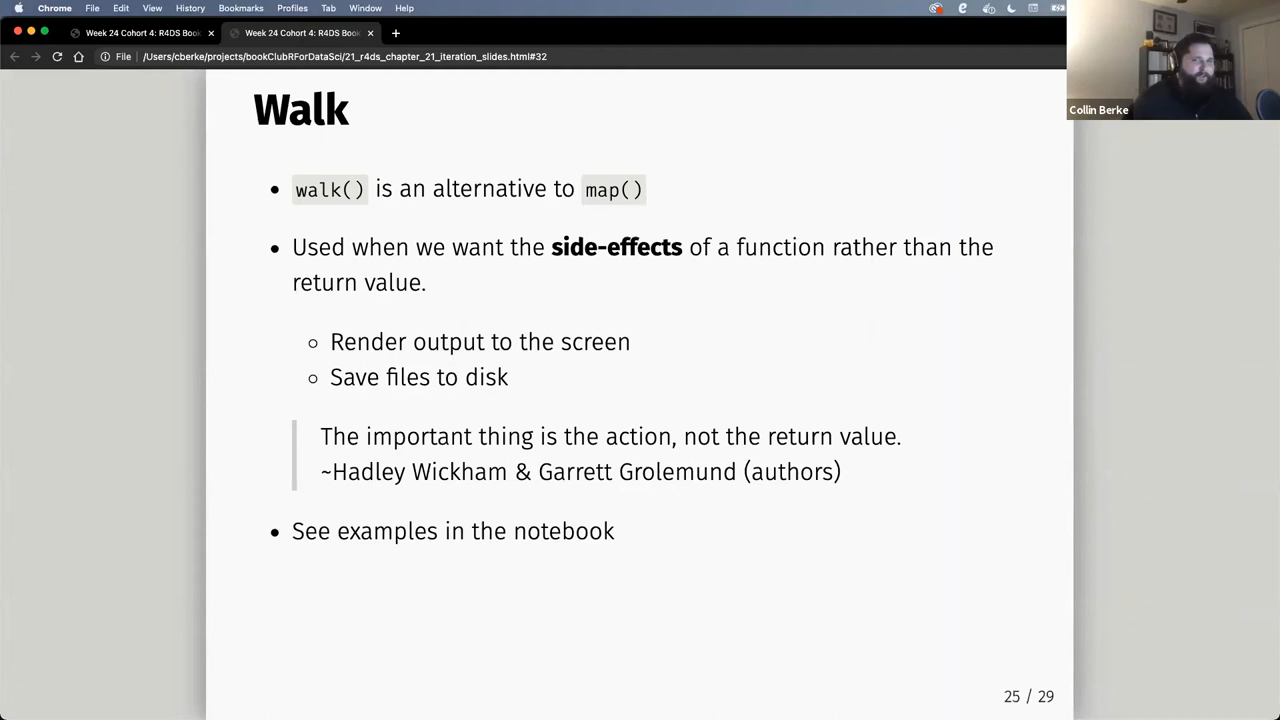 Chrome File Edit View History Bookmarks Profiles Tab Window Help
Week 24 Cohort 4: R4DS Boo
Week 24 Cohort 4: R4DS Boo
File /Users/cberke/projects/bookClubRForDataSci/21_r4ds_chapter_21_iteration_slides.html#32
Collin Berke
Walk
walk() is an alternative to map()
Used when we want the side-effects of a function rather than the
return value.
Render output to the screen
Save files to disk
The important thing is the action, not the return value.
~Hadley Wickham & Garrett Grolemund (authors)
See examples in the notebook
25 / 29